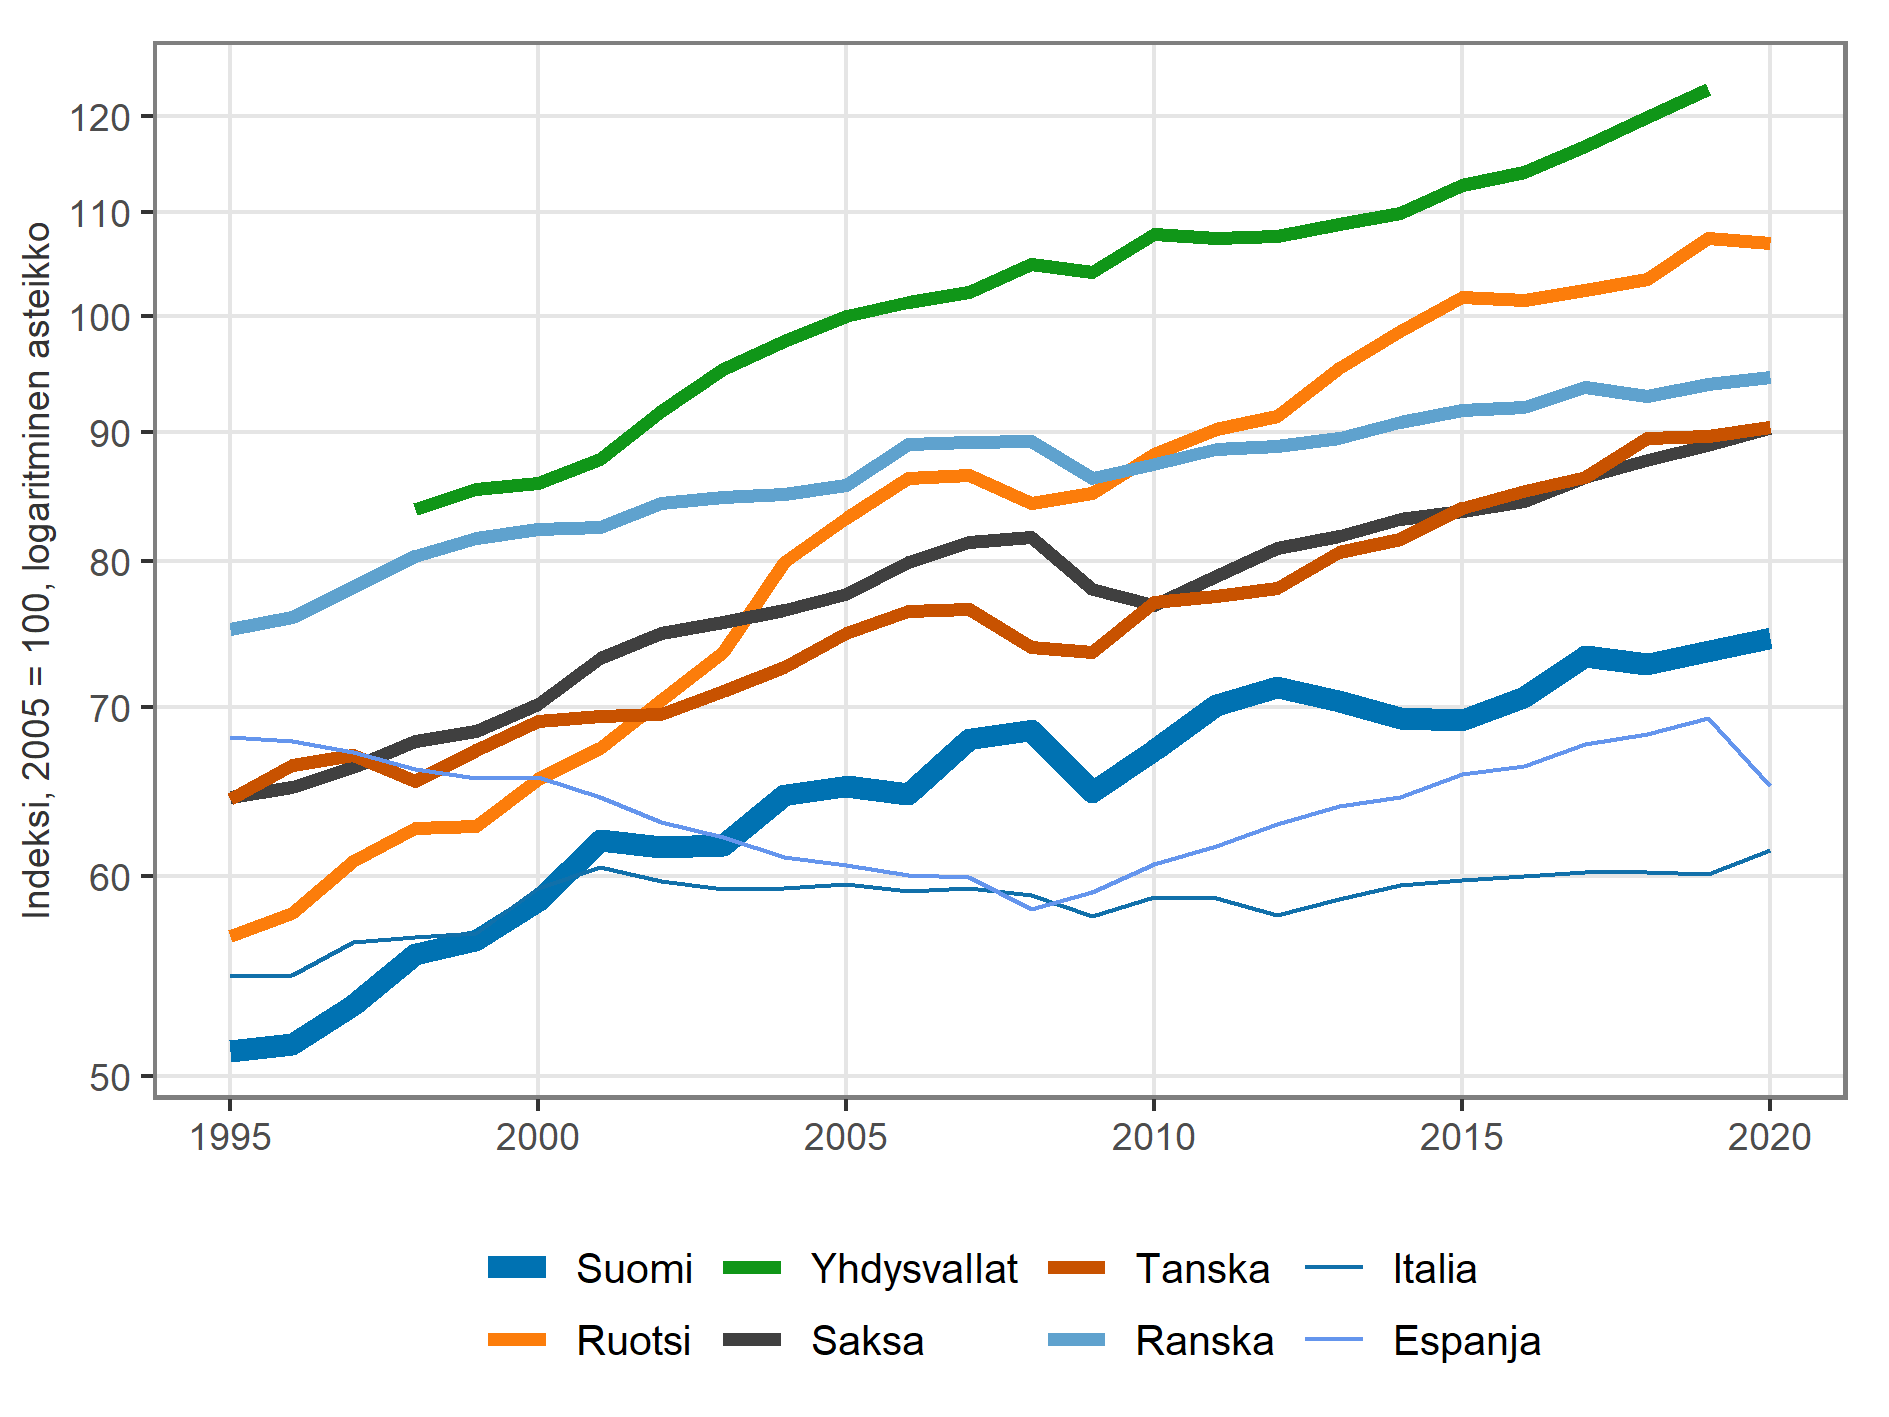 Indeksi, 2005 = 100, logaritminen asteikko
120
110
100
90
80
70
60
50
1995 2000 2005 2010 2015 2020
Suomi Yhdysvallat Tanska Italia
Ruotsi Saksa Ranska Espanja